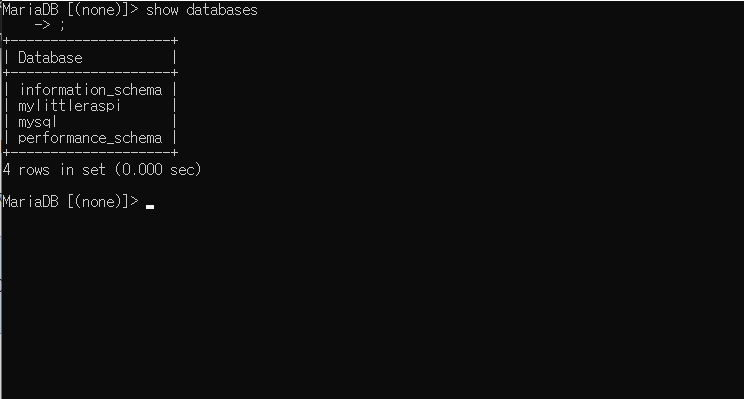 MariaDB [(none)]> show databases
    -> ;
+--------------------+
| Database           |
+--------------------+
| information_schema |
| mylittleraspi      |
| mysql              |
| performance_schema |
+--------------------+
4 rows in set (0.000 sec)
MariaDB [(none)]>